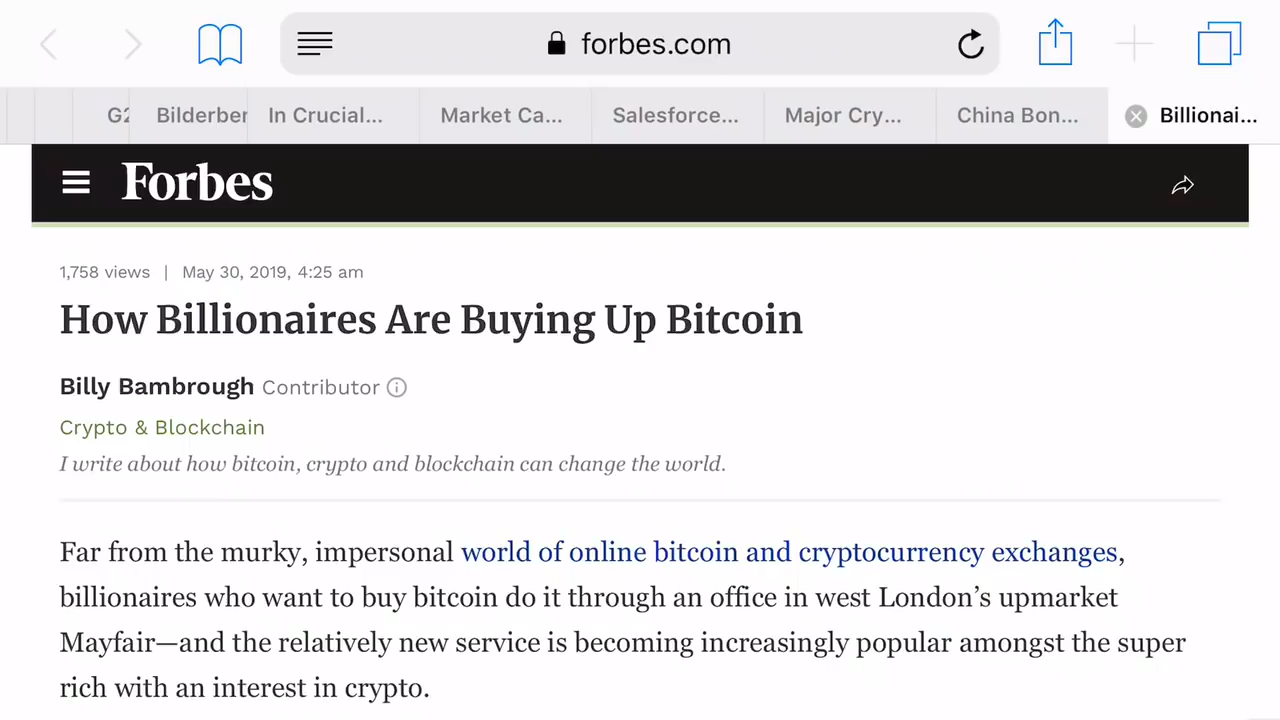 forbes.com
G2 Bilderber In Crucial... Market Ca... Salesforce... Major Cry... China Bon... Billionai...
Forbes
1,758 views | May 30, 2019, 4:25 am
How Billionaires Are Buying Up Bitcoin
Billy Bambrough Contributor
Crypto & Blockchain
I write about how bitcoin, crypto and blockchain can change the world.
Far from the murky, impersonal world of online bitcoin and cryptocurrency exchanges,
billionaires who want to buy bitcoin do it through an office in west London’s upmarket
Mayfair—and the relatively new service is becoming increasingly popular amongst the super
rich with an interest in crypto.